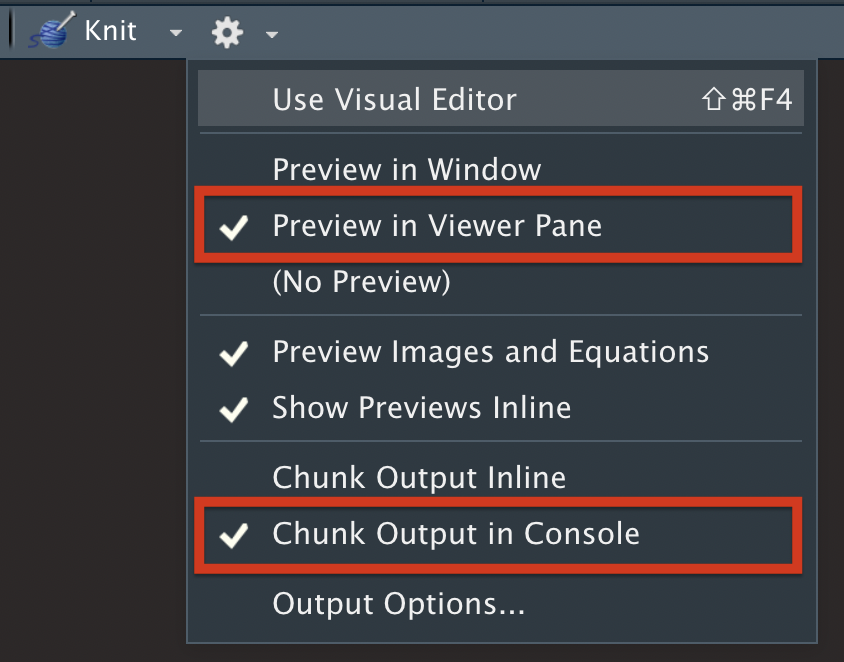 Knit
Use Visual Editor ⇧⌘F4
Preview in Window
Preview in Viewer Pane
(No Preview)
Preview Images and Equations
Show Previews Inline
Chunk Output Inline
Chunk Output in Console
Output Options...